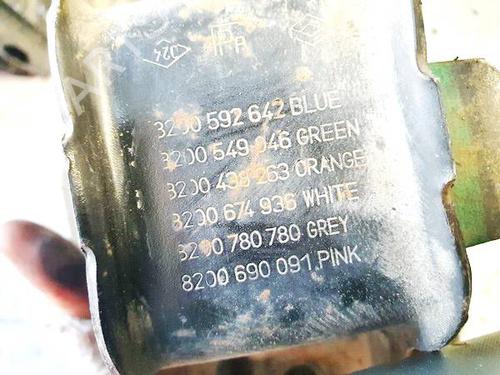 024
8200 592 642 BLUE
8200 549 046 GREEN
8200 438 263 ORANGE
8200 674 936 WHITE
8200 780 780 GREY
8200 690 091 PINK